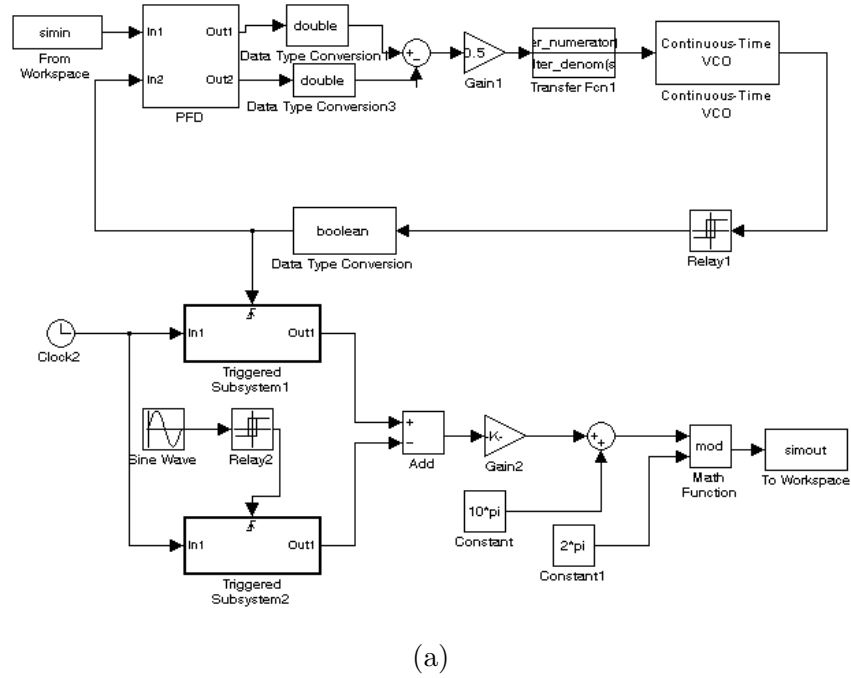 simin
From
Workspace
In1
In2
Out1
Out2
PFD
double
Data Type Conversion
double
Data Type Conversion3
+
−
0.5
Gain1
er_numerator(
lter_denom(s
Transfer Fcn1
Continuous-Time
VCO
Continuous-Time
VCO
boolean
Data Type Conversion
Relay1
Clock2
In1
Out1
Triggered
Subsystem1
Sine Wave
Relay2
In1
Out1
Triggered
Subsystem2
+
−
Add
-K-
Gain2
+
+
10*pi
Constant
2*pi
Constant1
mod
Math
Function
simout
To Workspace
(a)